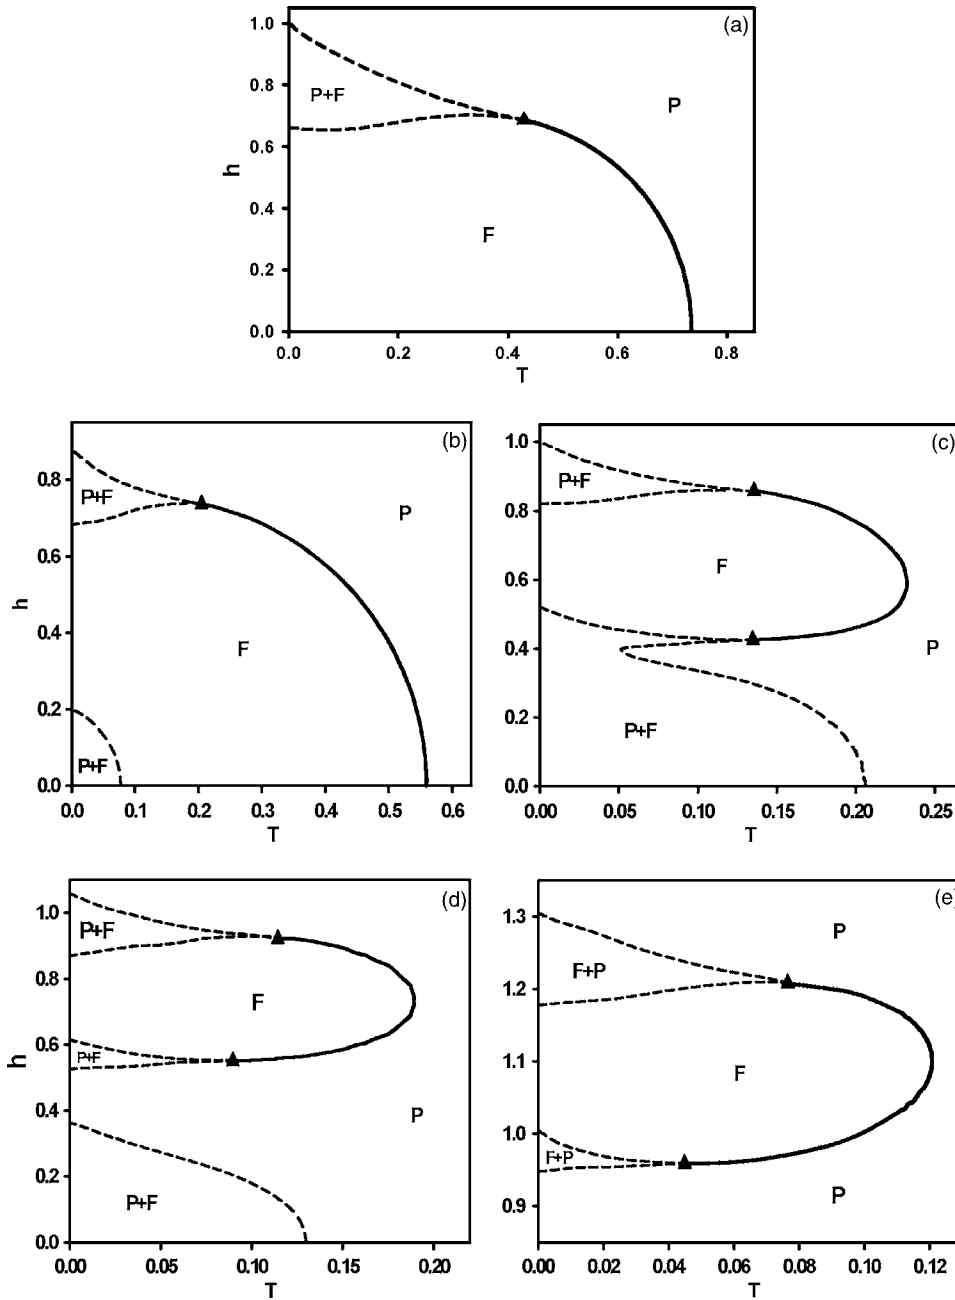 (a)
1.0
P+F
P
0.8
0.6
h
0.4
F
0.2
0.0
0.0 0.2 0.4 0.6 0.8
T
(b)
0.8
P+F
P
0.6
h
0.4
F
0.2
P+F
0.0
0.0 0.1 0.2 0.3 0.4 0.5 0.6
T
(c)
1.0
P+F
0.8
F
0.6
P
0.4
P+F
0.2
0.0
0.00 0.05 0.10 0.15 0.20 0.25
T
(d)
1.0
P+F
0.8
F
0.6
P+F
h
0.4
P
0.2
P+F
0.0
0.00 0.05 0.10 0.15 0.20
T
(e)
1.3
P
F+P
1.2
1.1
F
1.0
F+P
0.9
P
0.00 0.02 0.04 0.06 0.08 0.10 0.12
T